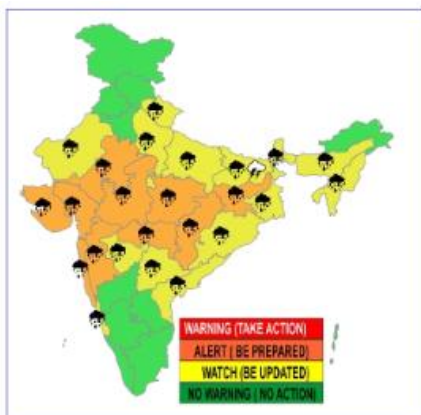 WARNING (TAKE ACTION)
ALERT ( BE PREPARED)
WATCH (BE UPDATED)
NO WARNING ( NO ACTION)